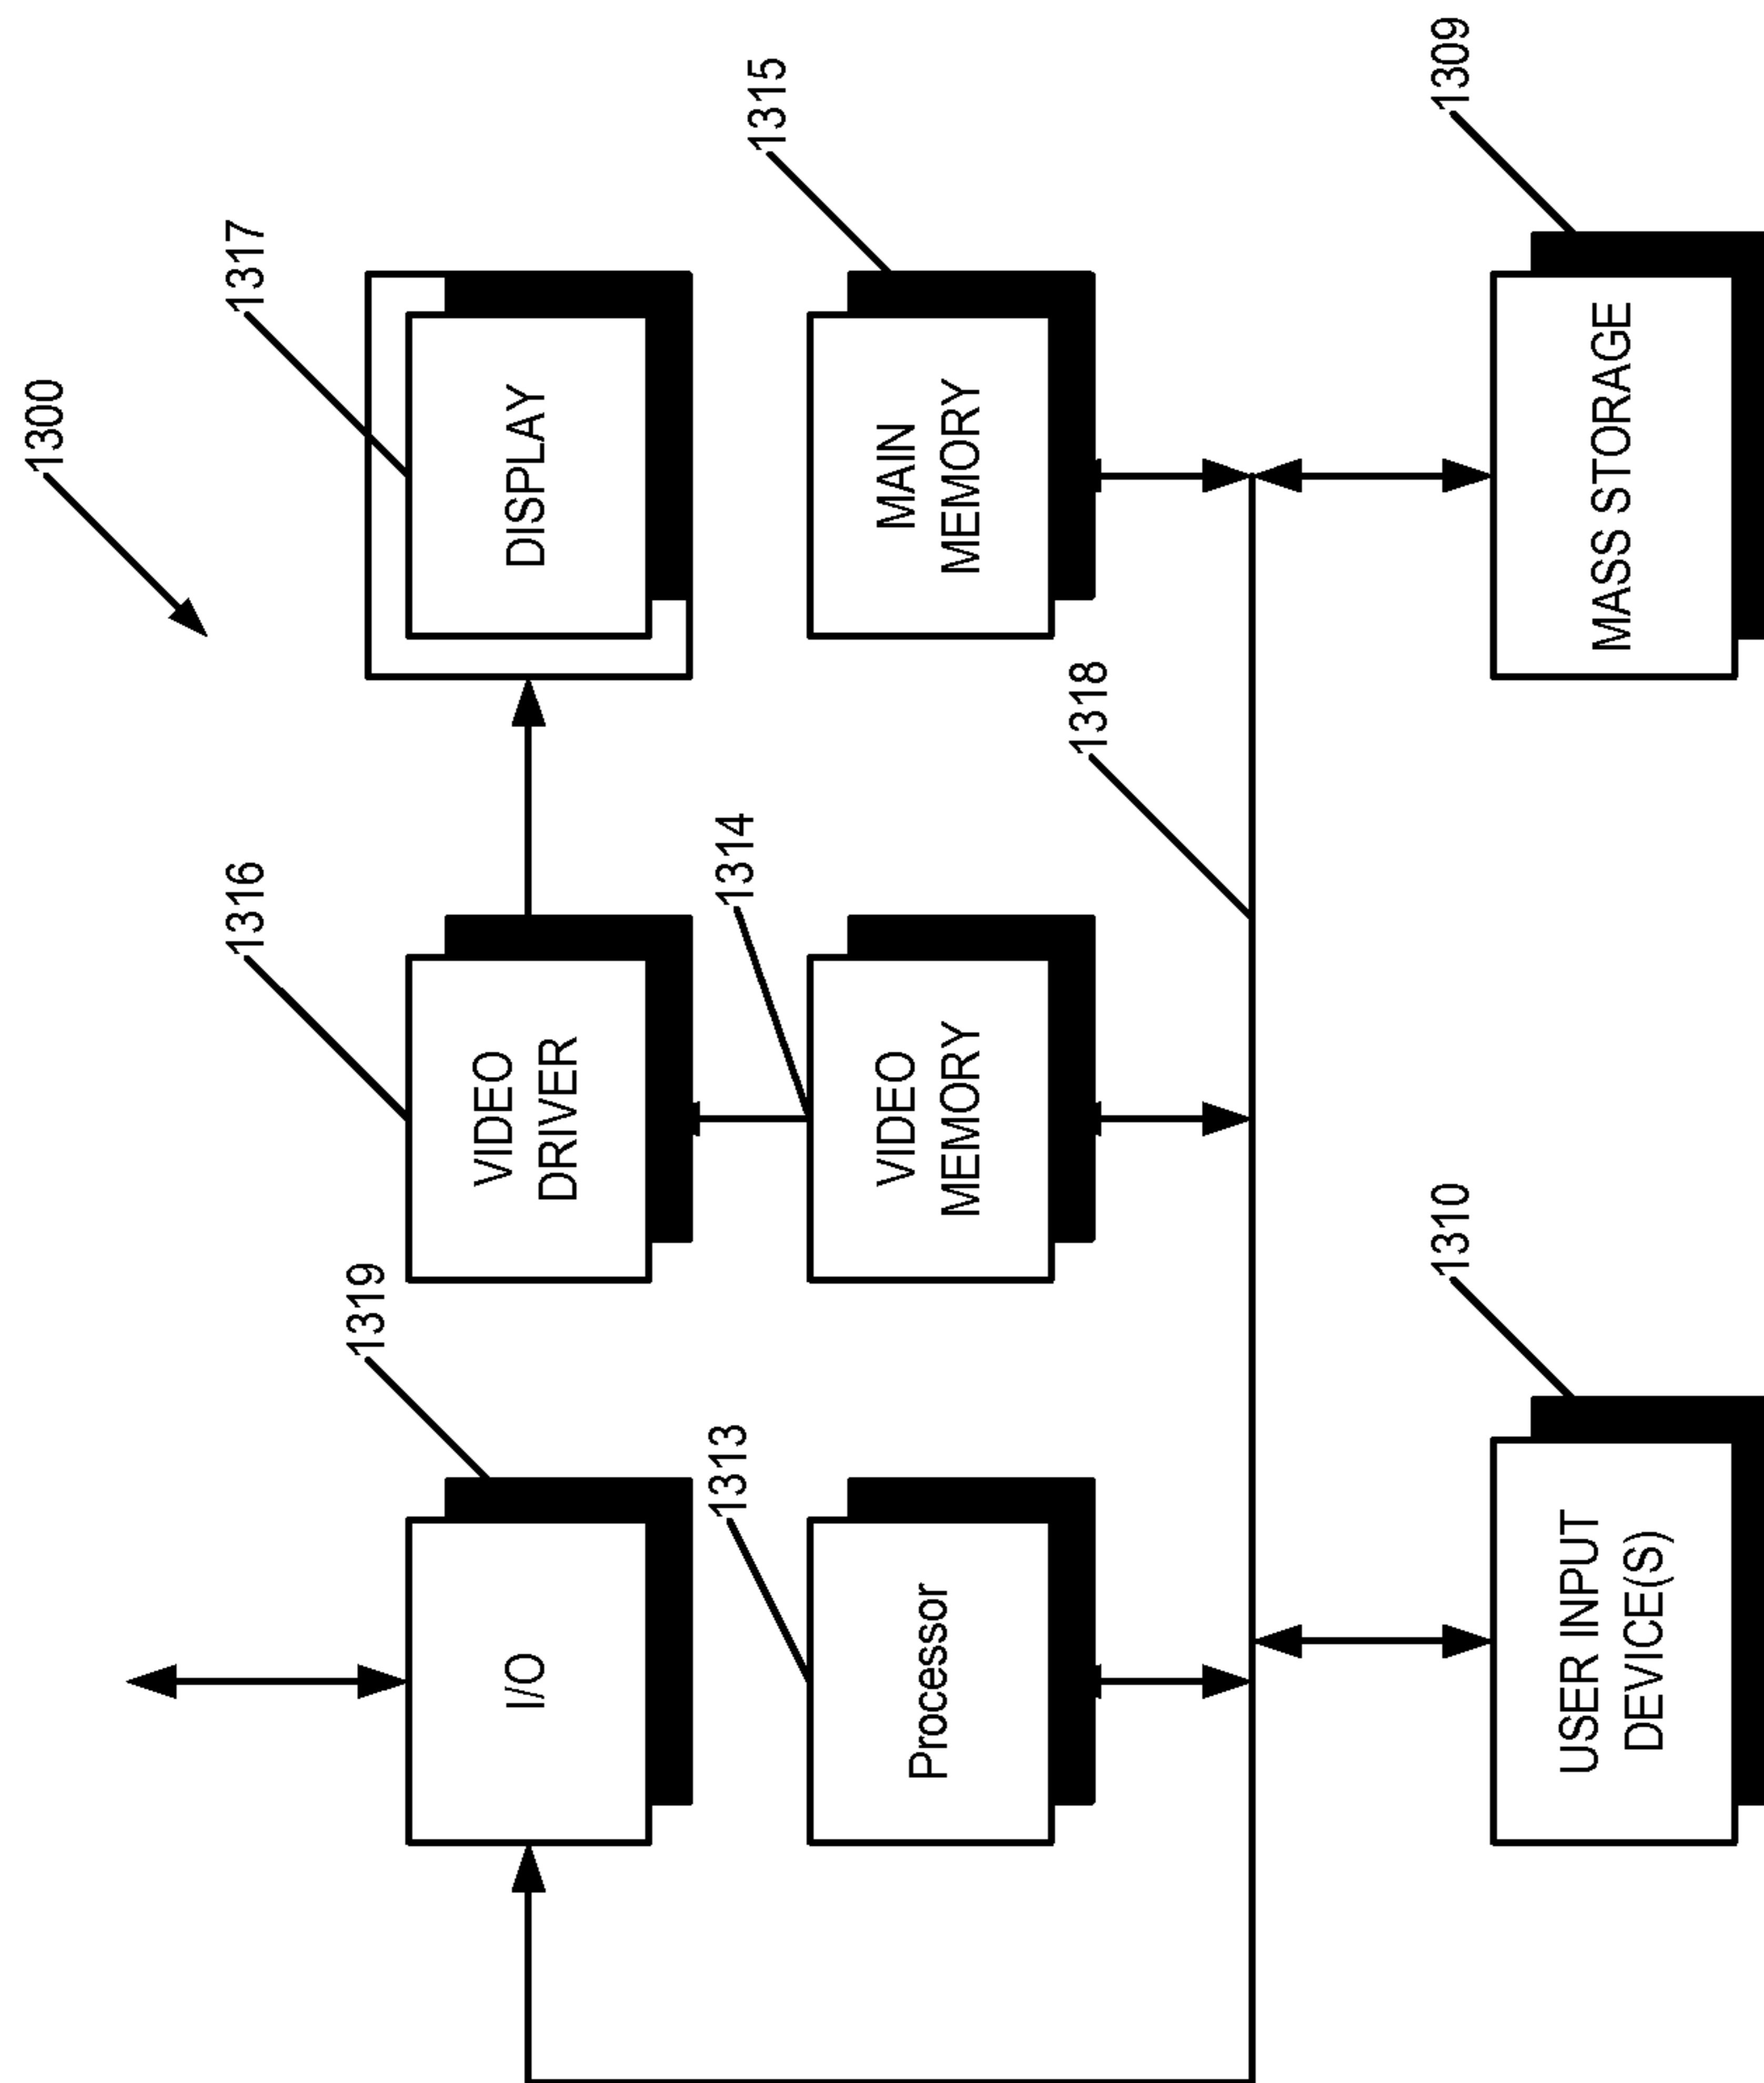 1300
1317
1316
1319
DISPLAY
VIDEO
DRIVER
I/O
1315
1314
1313
MAIN
MEMORY
VIDEO
MEMORY
Processor
1318
1309
1310
MASS STORAGE
USER INPUT
DEVICE(S)